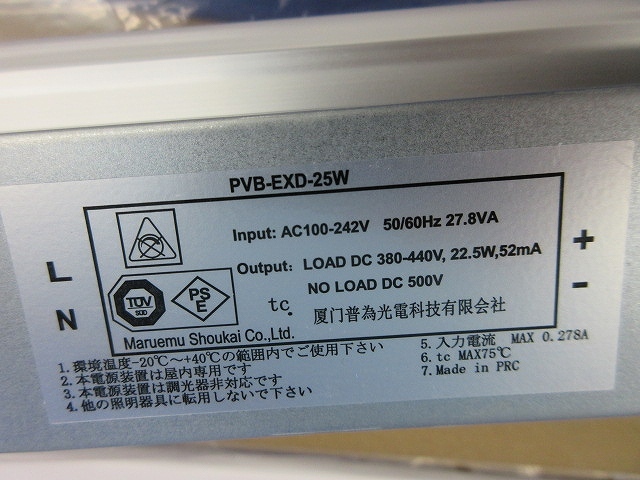 PVB-EXD-25W
Input: AC100-242V 50/60Hz 27.8VA
Output: LOAD DC 380-440V, 22.5W,52mA
NO LOAD DC 500V
L
N
+
-
TÜV
SÜD
PS
E
tc. 厦门普為光電科技有限会社
Maruemu Shoukai Co.,Ltd.
1. 環境温度-20℃~+40℃の範囲内でご使用下さい
2. 本電源装置は屋内専用です
3. 本電源装置は調光器非対応です
4. 他の照明器具に転用しないで下さい
5. 入力電流 MAX 0.278A
6. tc MAX75℃
7. Made in PRC